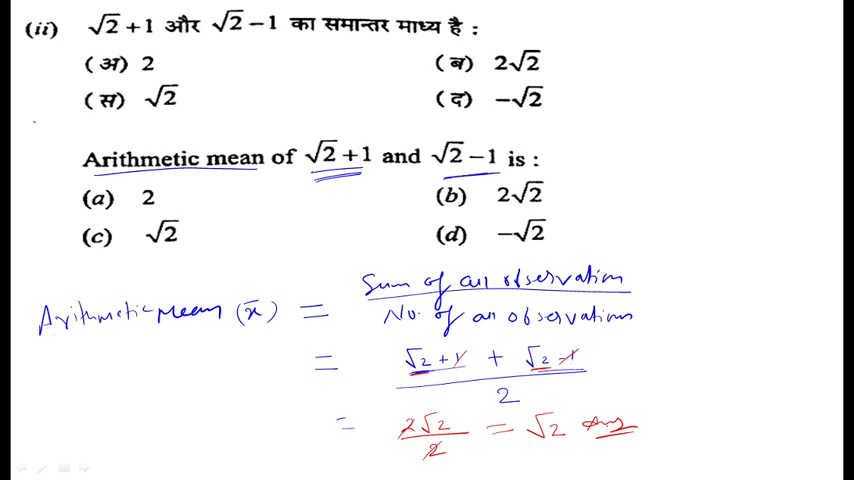 (ii) √2 + 1 और √2 − 1 का समान्तर माध्य है :
(अ) 2 (ब) 2√2
(स) √2 (द) −√2
Arithmetic mean of √2 + 1 and √2 − 1 is :
(a) 2 (b) 2√2
(c) √2 (d) −√2
Sum of all observation
Arithmetic mean (x̄) =
No. of all observations
= √2 + 1 + √2 − 1
2
= 2√2 = √2 Ans
2